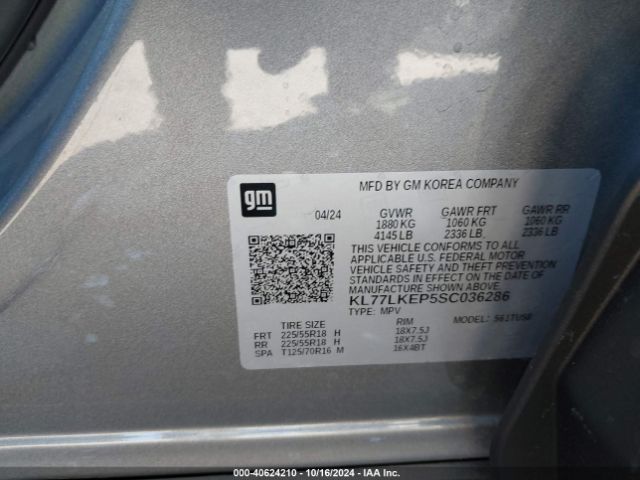 gm
MFD BY GM KOREA COMPANY
04/24 GVWR GAWR FRT GAWR RR
1880 KG 1060 KG 1060 KG
4145 LB 2336 LB. 2336 LB
THIS VEHICLE CONFORMS TO ALL
APPLICABLE U.S. FEDERAL MOTOR
VEHICLE SAFETY AND THEFT PREVENTION
STANDARDS IN EFFECT ON THE DATE OF
MANUFACTURE SHOWN ABOVE.
KL77LKEP5SC036286
TYPE: MPV
TIRE SIZE RIM MODEL:
FRT 225/55R18 H 18X7.5J
RR 225/55R18 H 18X7.5J
SPA T125/70R16 M 16X4BT
000-40624210 - 10/16/2024 - IAA Inc.